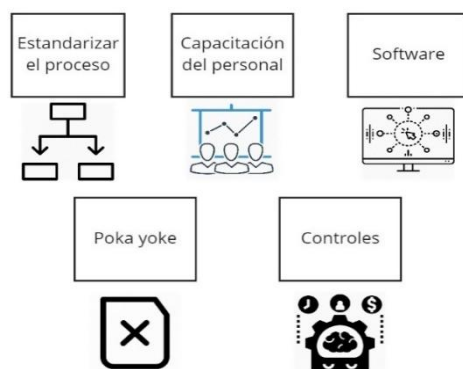 Estandarizar
el proceso
Capacitación
del personal
Software
Poka yoke
Controles